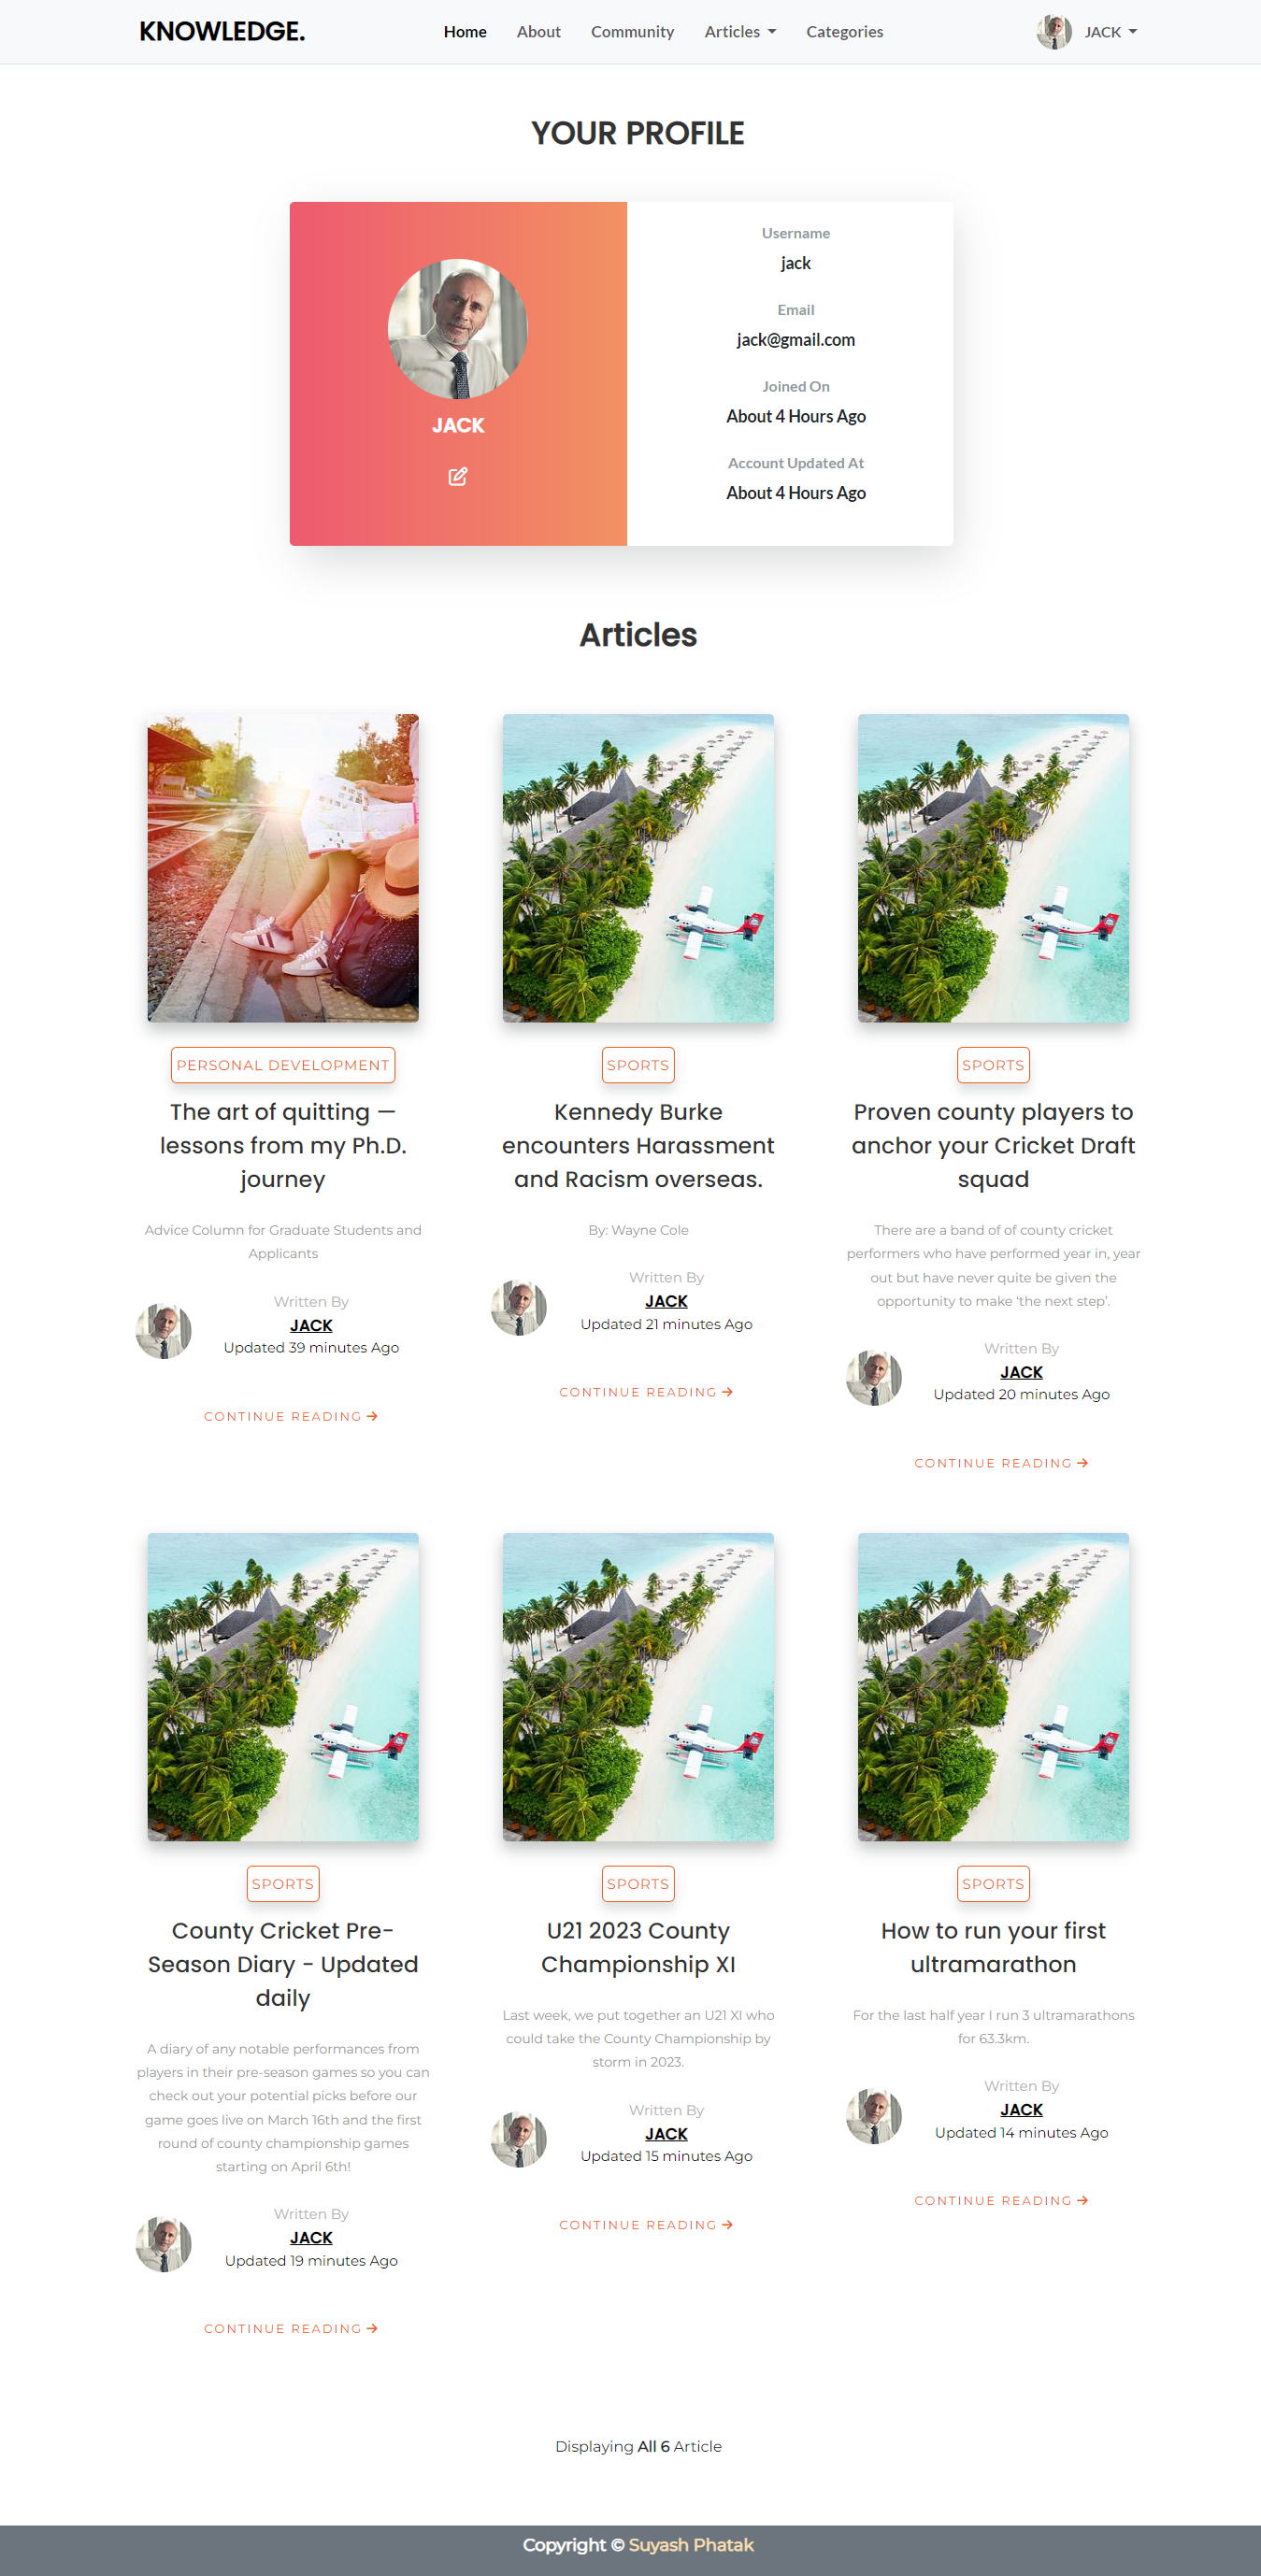 KNOWLEDGE.
Home About Community Articles Categories
JACK
YOUR PROFILE
JACK
Username
jack
Email
jack@gmail.com
Joined On
About 4 Hours Ago
Account Updated At
About 4 Hours Ago
Articles
PERSONAL DEVELOPMENT
The art of quitting —
lessons from my Ph.D.
journey
Advice Column for Graduate Students and
Applicants
Written By
JACK
Updated 39 minutes Ago
CONTINUE READING →
SPORTS
Kennedy Burke
encounters Harassment
and Racism overseas.
By: Wayne Cole
Written By
JACK
Updated 21 minutes Ago
CONTINUE READING →
SPORTS
Proven county players to
anchor your Cricket Draft
squad
There are a band of of county cricket
performers who have performed year in, year
out but have never quite be given the
opportunity to make ‘the next step’.
Written By
JACK
Updated 20 minutes Ago
CONTINUE READING →
SPORTS
County Cricket Pre-
Season Diary - Updated
daily
A diary of any notable performances from
players in their pre-season games so you can
check out your potential picks before our
game goes live on March 16th and the first
round of county championship games
starting on April 6th!
Written By
JACK
Updated 19 minutes Ago
CONTINUE READING →
SPORTS
U21 2023 County
Championship XI
Last week, we put together an U21 XI who
could take the County Championship by
storm in 2023.
Written By
JACK
Updated 15 minutes Ago
CONTINUE READING →
SPORTS
How to run your first
ultramarathon
For the last half year I run 3 ultramarathons
for 63.3km.
Written By
JACK
Updated 14 minutes Ago
CONTINUE READING →
Displaying All 6 Article
Copyright © Suyash Phatak